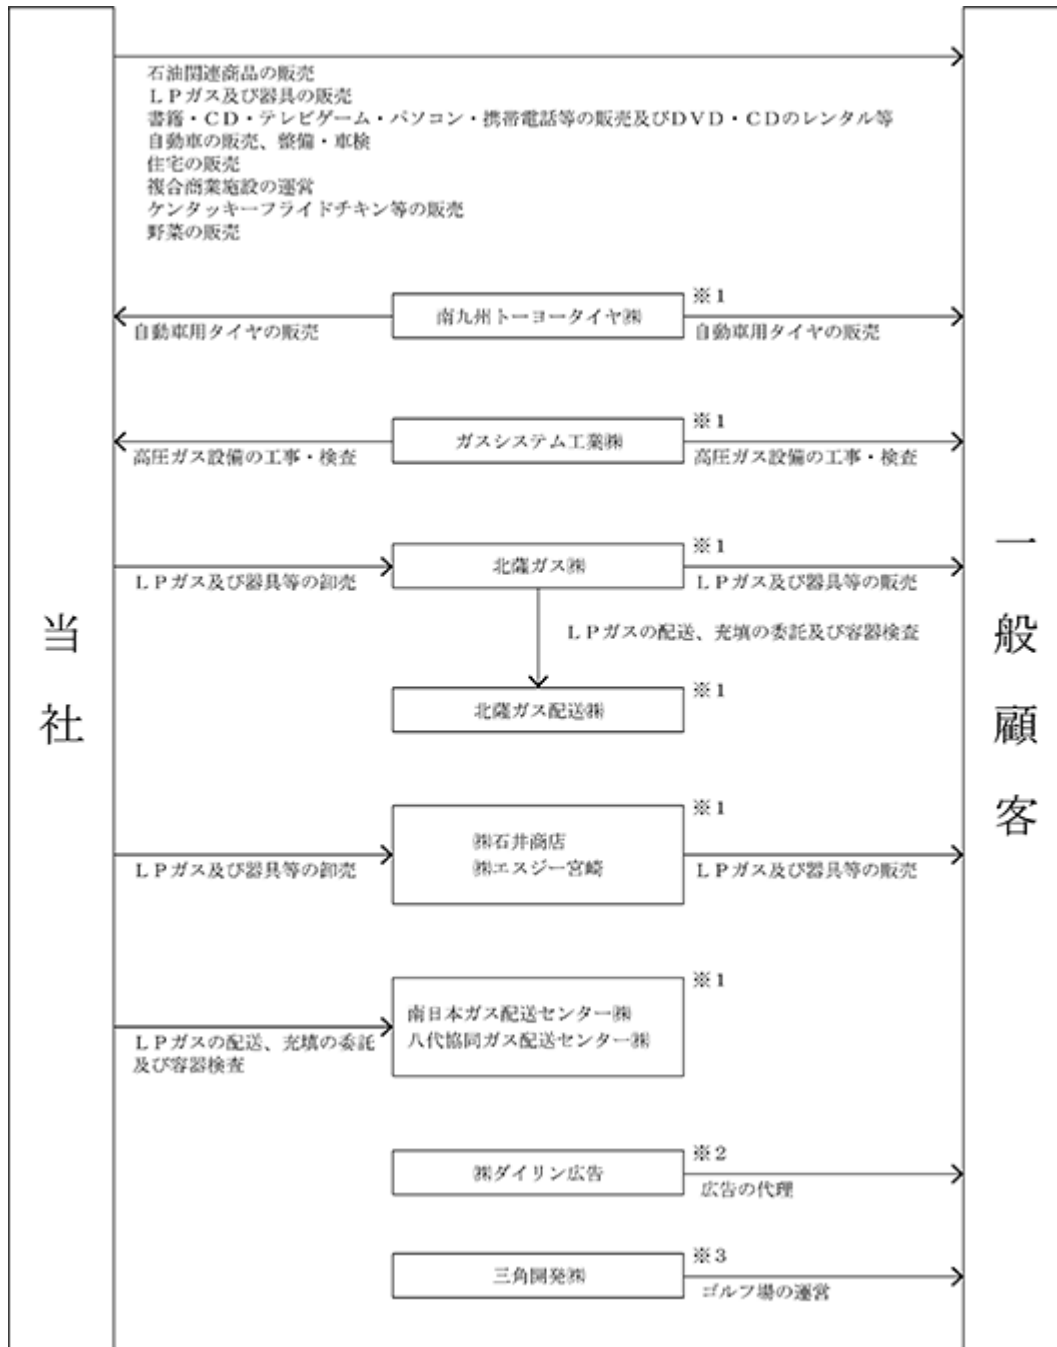 石油関連商品の販売
ＬＰガス及び器具の販売
書籍・ＣＤ・テレビゲーム・パソコン・携帯電話等の販売及びＤＶＤ・ＣＤのレンタル等
自動車の販売、整備・車検
住宅の販売
複合商業施設の運営
ケンタッキーフライドチキン等の販売
野菜の販売
※１
南九州トーヨータイヤ㈱
自動車用タイヤの販売
自動車用タイヤの販売
※１
ガスシステム工業㈱
高圧ガス設備の工事・検査
高圧ガス設備の工事・検査
※１
北薩ガス㈱
ＬＰガス及び器具等の卸売
ＬＰガス及び器具等の販売
ＬＰガスの配送、充填の委託及び容器検査
※１
北薩ガス配送㈱
当社
一般顧客
※１
㈱石井商店
㈱エスジー宮崎
ＬＰガス及び器具等の卸売
ＬＰガス及び器具等の販売
※１
南日本ガス配送センター㈱
八代協同ガス配送センター㈱
ＬＰガスの配送、充填の委託
及び容器検査
※２
㈱ダイリン広告
広告の代理
※３
三角開発㈱
ゴルフ場の運営